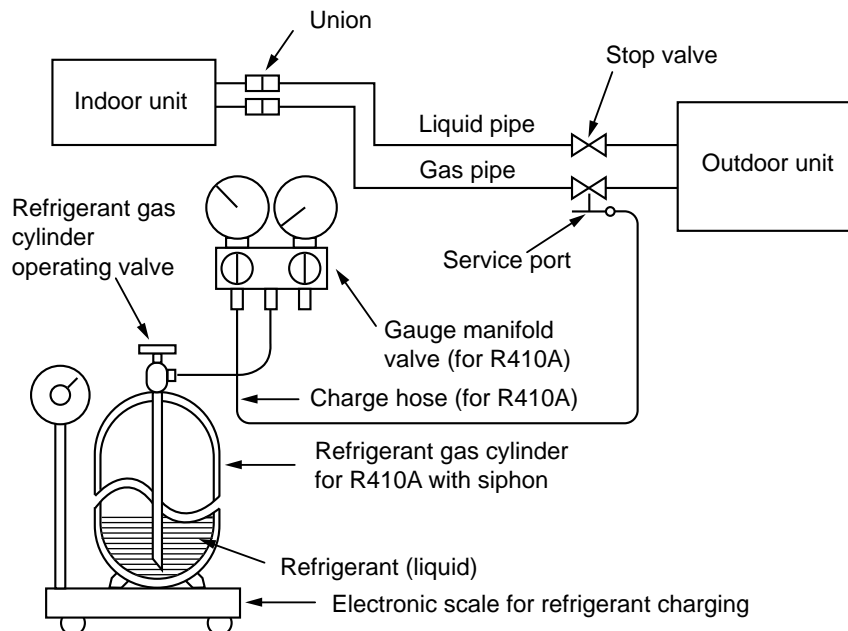 Union
Stop valve
Indoor unit
Liquid pipe
Outdoor unit
Gas pipe
Refrigerant gas
cylinder
operating valve
Service port
Gauge manifold
valve (for R410A)
Charge hose (for R410A)
Refrigerant gas cylinder
for R410A with siphon
Refrigerant (liquid)
Electronic scale for refrigerant charging